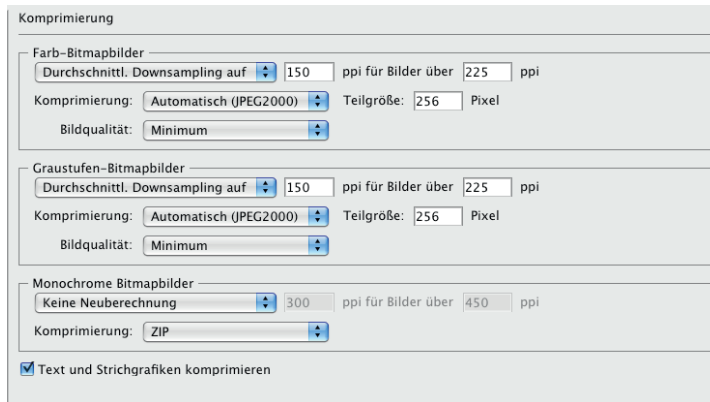 Komprimierung
Farb-Bitmapbilder
Durchschnittl. Downsampling auf 150 ppi für Bilder über 225 ppi
Komprimierung: Automatisch (JPEG2000) Teilgröße: 256 Pixel
Bildqualität: Minimum
Graustufen-Bitmapbilder
Durchschnittl. Downsampling auf 150 ppi für Bilder über 225 ppi
Komprimierung: Automatisch (JPEG2000) Teilgröße: 256 Pixel
Bildqualität: Minimum
Monochrome Bitmapbilder
Keine Neuberechnung 300 ppi für Bilder über 450 ppi
Komprimierung: ZIP
Text und Strichgrafiken komprimieren